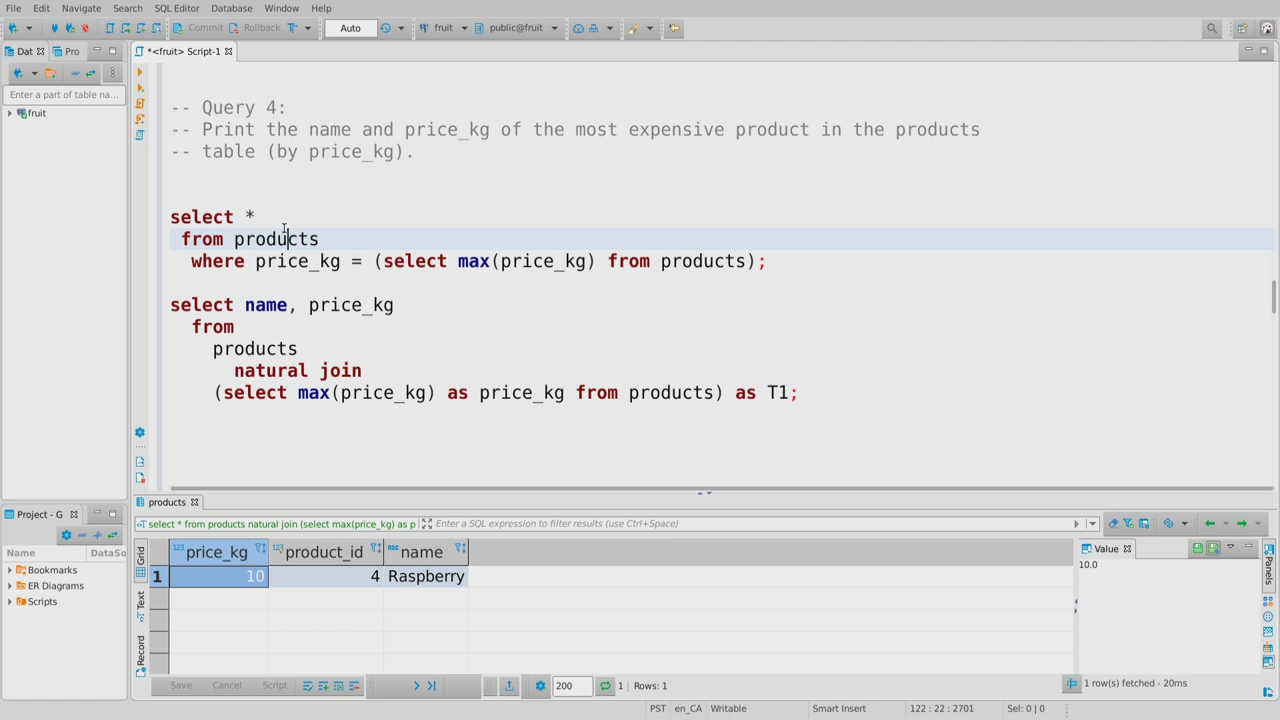 File Edit Navigate Search SQL Editor Database Window Help
Commit Rollback Auto fruit public@fruit
Dat Pro *<fruit> Script-1
Enter a part of table na...
fruit
-- Query 4:
-- Print the name and price_kg of the most expensive product in the products
-- table (by price_kg).
select *
from products
where price_kg = (select max(price_kg) from products);
select name, price_kg
from
products
natural join
(select max(price_kg) as price_kg from products) as T1;
Project - G
Name DataSo
Bookmarks
ER Diagrams
Scripts
products
select * from products natural join (select max(price_kg) as p Enter a SQL expression to filter results (use Ctrl+Space)
Grid
Text
Record
123 price_kg 123 product_id ABC name
1 10 4 Raspberry
Value
10.0
Panels
Save Cancel Script 200 1 Rows: 1
1 row(s) fetched - 20ms
PST en_CA Writable Smart Insert 122 : 22 : 2701 Sel: 0 | 0